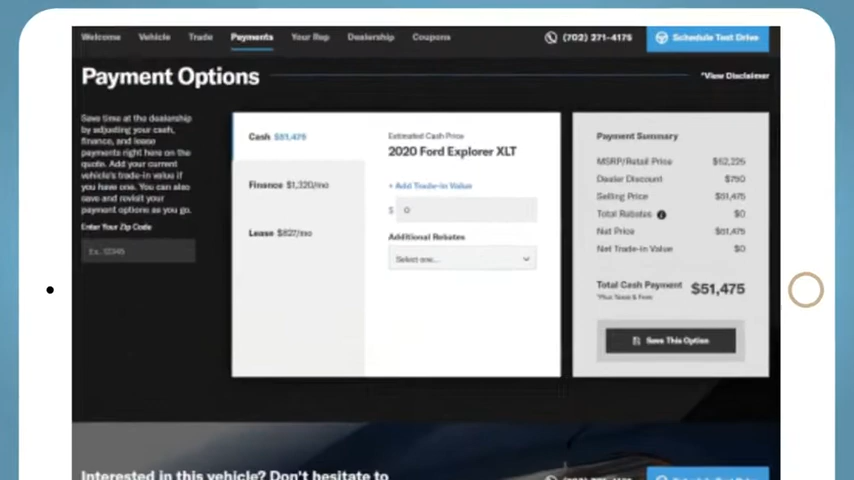 Welcome Vehicle Trade Payments Your Rep Dealership Coupons (702) 271-4175 Schedule Test Drive
Payment Options
*View Disclaimer
Save time at the dealership
by adjusting your cash,
finance, and lease
payments right here on the
quote. Add your current
vehicle's trade-in value if
you have one. You can also
save and revisit your
payment options as you go.
Enter Your Zip Code
Ex. 12345
Cash $51,475
Finance $1,320/mo
Lease $827/mo
Estimated Cash Price
2020 Ford Explorer XLT
+ Add Trade-in Value
$ 0
Additional Rebates
Select one...
Payment Summary
MSRP/Retail Price $52,225
Dealer Discount $750
Selling Price $51,475
Total Rebates $0
Net Price $51,475
Net Trade-in Value $0
Total Cash Payment $51,475
*Plus Taxes & Fees
Save This Option
Interested in this vehicle? Don't hesitate to
(702) 271-4175
Schedule Test Drive